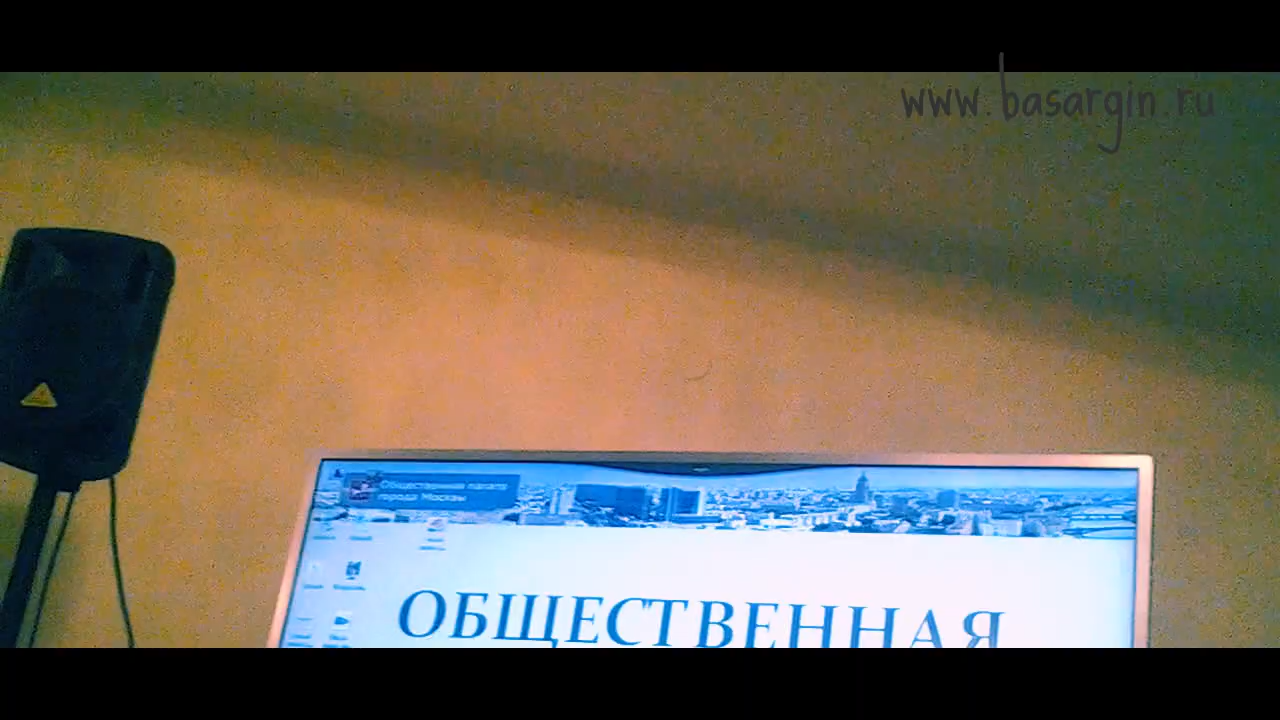 www.basargin.ru
Общественная палата
города Москвы
ОБЩЕСТВЕННАЯ